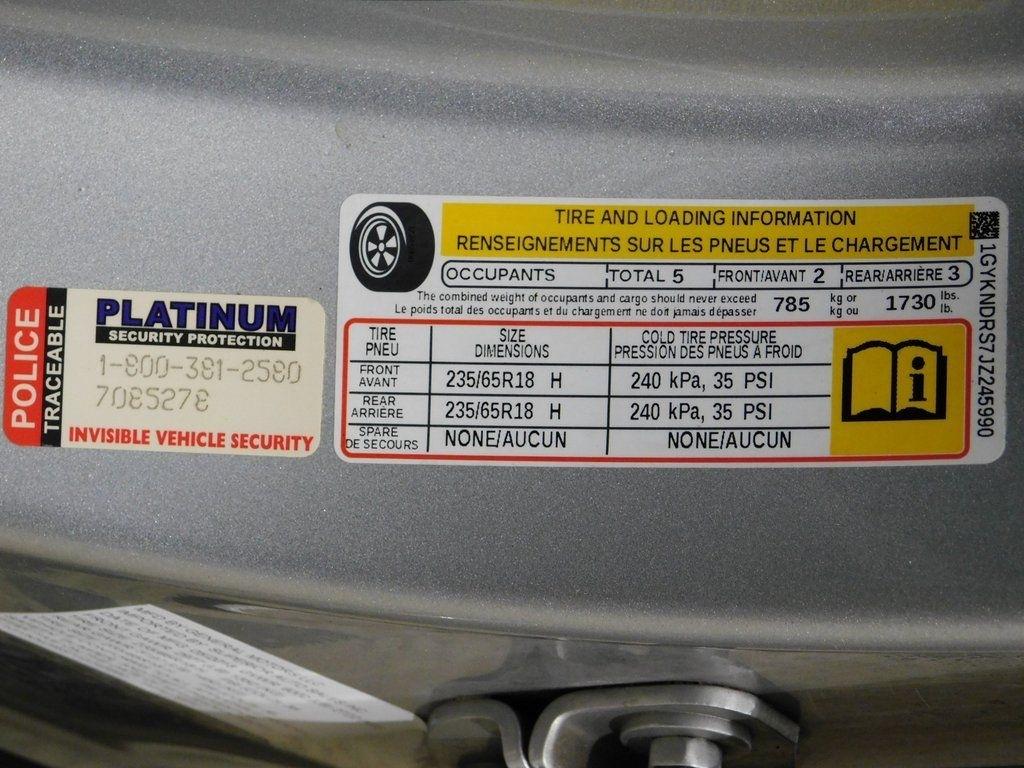 POLICE
TRACEABLE
PLATINUM
SECURITY PROTECTION
1-800-381-2580
7085278
INVISIBLE VEHICLE SECURITY
TIRE AND LOADING INFORMATION
RENSEIGNEMENTS SUR LES PNEUS ET LE CHARGEMENT
OCCUPANTS TOTAL 5 FRONT/AVANT 2 REAR/ARRIÈRE 3
The combined weight of occupants and cargo should never exceed 785 kg or 1730 lbs.
Le poids total des occupants et du chargement ne doit jamais dépasser kg ou lb.
TIRE SIZE COLD TIRE PRESSURE
PNEU DIMENSIONS PRESSION DES PNEUS À FROID
FRONT
AVANT 235/65R18 H 240 kPa, 35 PSI
REAR
ARRIÈRE 235/65R18 H 240 kPa, 35 PSI
SPARE
DE SECOURS NONE/AUCUN NONE/AUCUN
1GYKNDRS7JZ245990
MFD BY GENERAL MOTORS